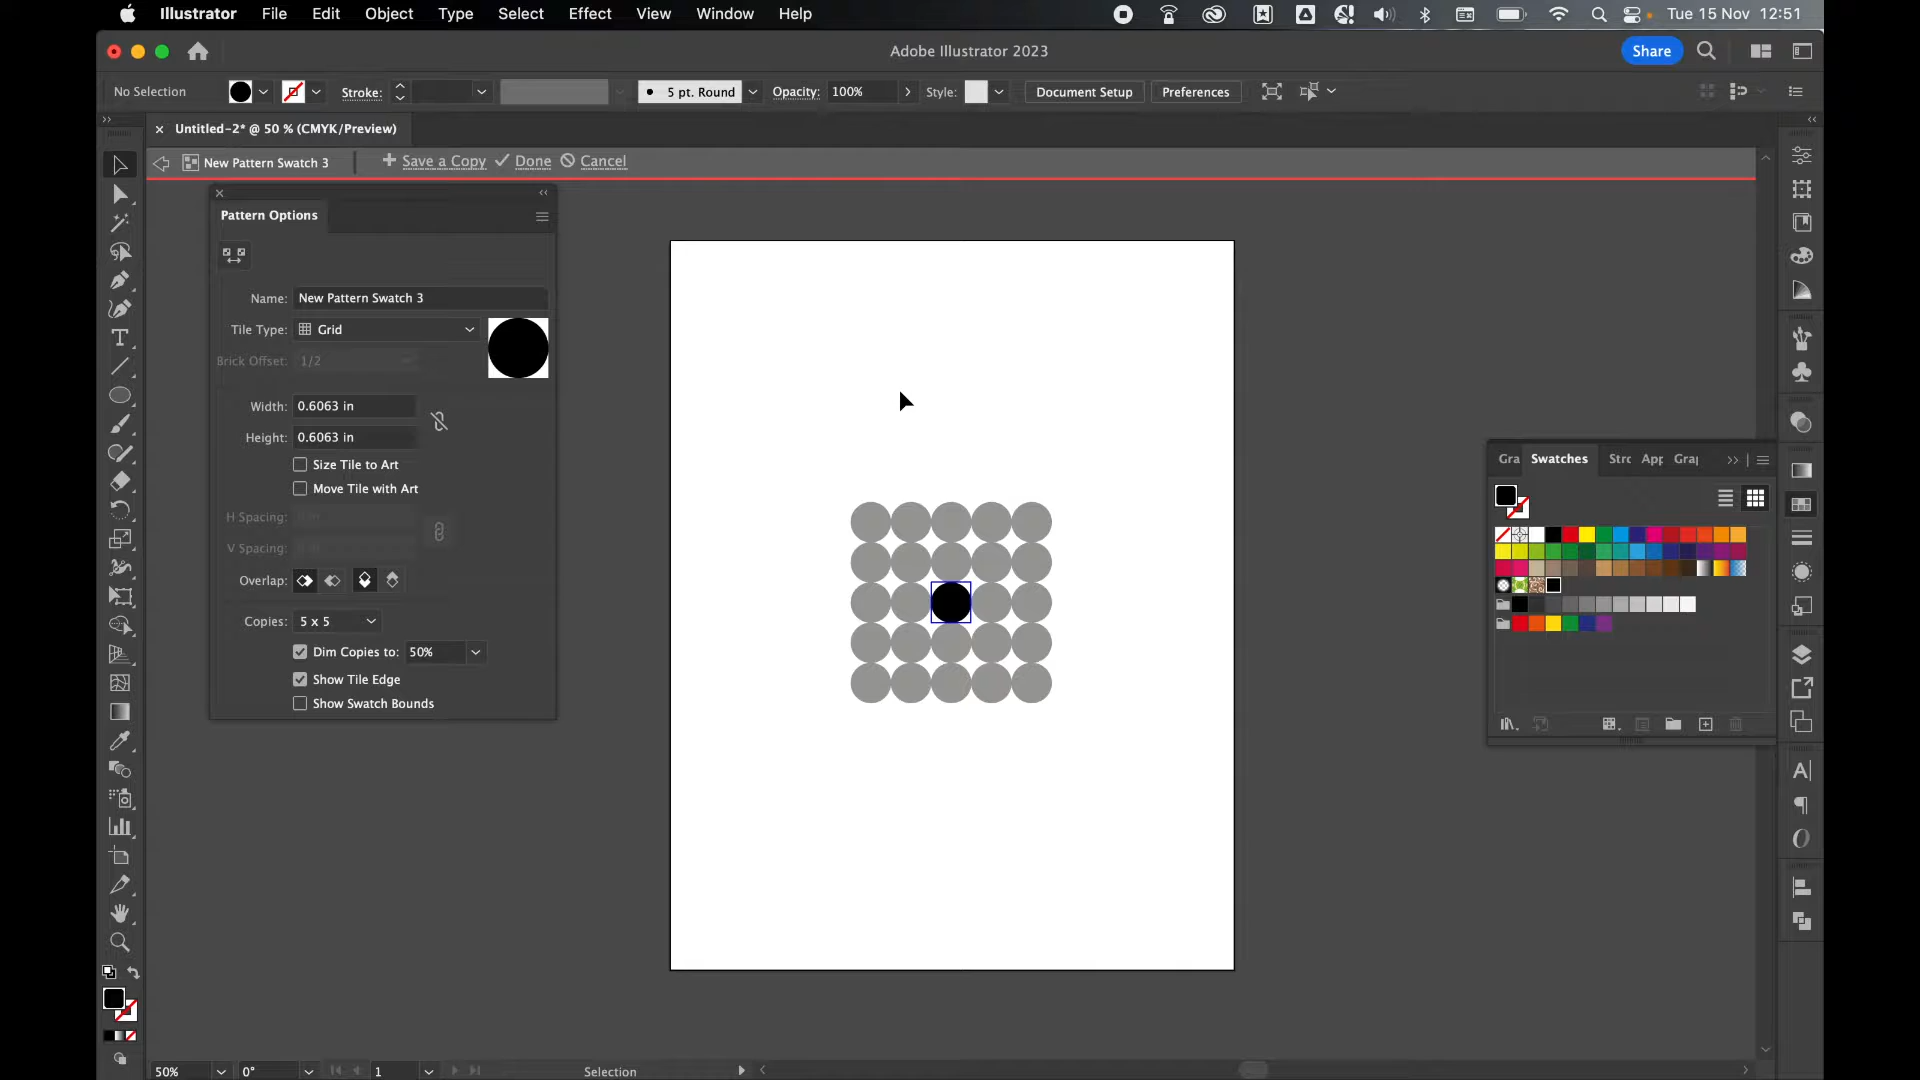 Illustrator File Edit Object Type Select Effect View Window Help Tue 15 Nov 12:51
Adobe Illustrator 2023 Share
No Selection Stroke: 5 pt. Round Opacity: 100% Style: Document Setup Preferences
Untitled-2* @ 50 % (CMYK/Preview)
New Pattern Swatch 3 Save a Copy Done Cancel
Pattern Options
Name: New Pattern Swatch 3
Tile Type: Grid
Brick Offset: 1/2
Width: 0.6063 in
Height: 0.6063 in
Size Tile to Art
Move Tile with Art
H Spacing:
V Spacing:
Overlap:
Copies: 5 x 5
Dim Copies to: 50%
Show Tile Edge
Show Swatch Bounds
Gra Swatches Stro App Grap
50% 0° 1 Selection